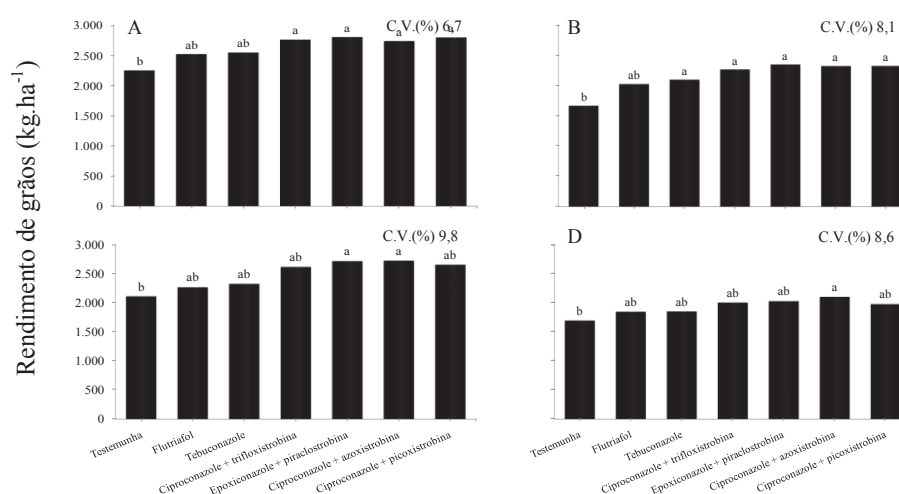 Rendimento de grãos (kg.ha-1)
A
C.V.(%) 6,7
3.000
2.500
2.000
1.500
1.000
500
0
b
ab
ab
a
a
a
a
B
C.V.(%) 8,1
b
ab
a
a
a
a
a
C.V.(%) 9,8
3.000
2.500
2.000
1.500
1.000
500
0
b
ab
ab
ab
a
a
ab
Testemunha
Flutriafol
Tebuconazole
Ciproconazole + trifloxistrobina
Epoxiconazole + piraclostrobina
Ciproconazole + azoxistrobina
Ciproconazole + picoxistrobina
D
C.V.(%) 8,6
b
ab
ab
ab
ab
a
ab
Testemunha
Flutriafol
Tebuconazole
Ciproconazole + trifloxistrobina
Epoxiconazole + piraclostrobina
Ciproconazole + azoxistrobina
Ciproconazole + picoxistrobina